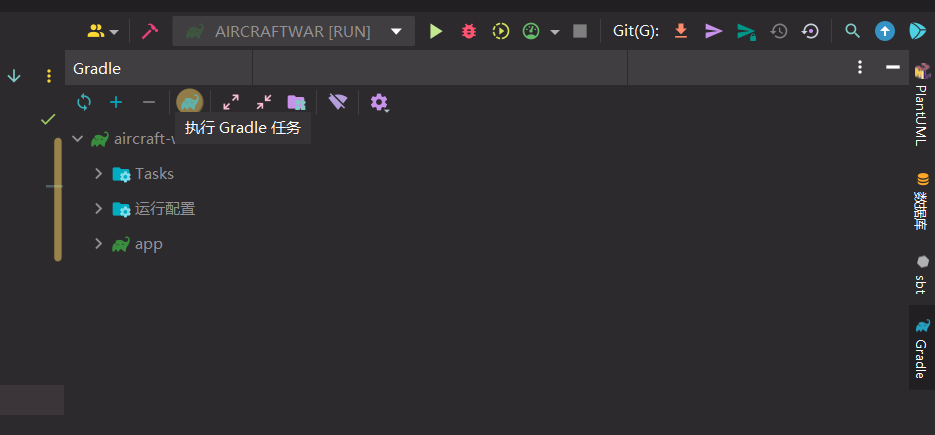 AIRCRAFTWAR [RUN]
Git(G):
Gradle
执行 Gradle 任务
aircraft-w
Tasks
运行配置
app
PlantUML
数据库
sbt
Gradle